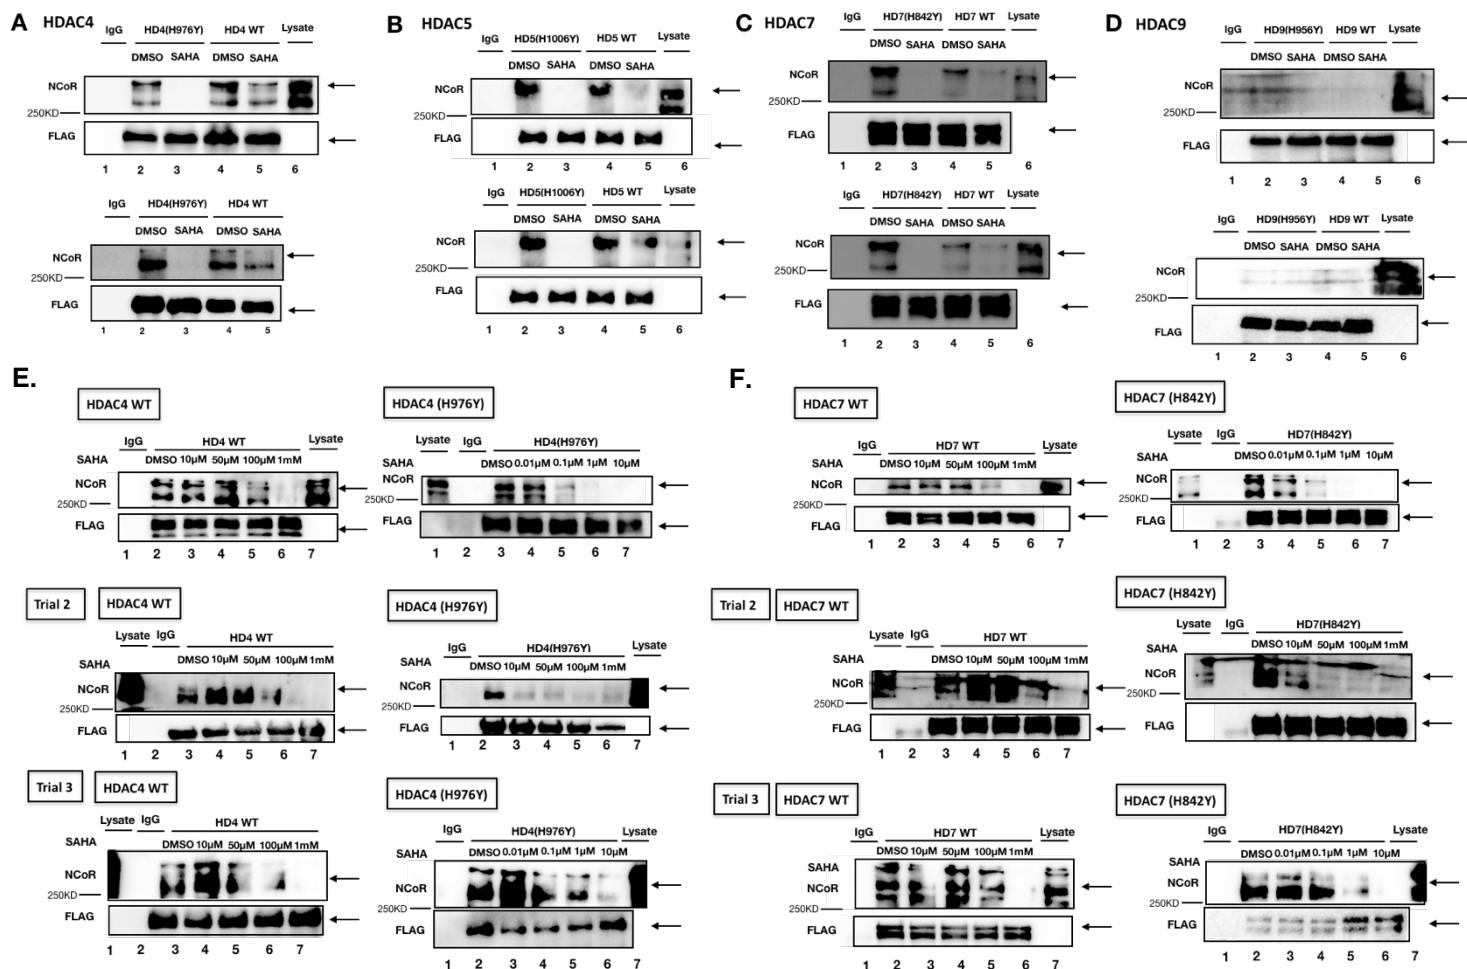 A HDAC4
IgG HD4(H976Y) HD4 WT Lysate
DMSO SAHA DMSO SAHA
NCoR
250KD
FLAG
1 2 3 4 5 6
IgG HD4(H976Y) HD4 WT
DMSO SAHA DMSO SAHA
NCoR
250KD
FLAG
1 2 3 4 5
B HDAC5
IgG HD5(H1006Y) HD5 WT Lysate
DMSO SAHA DMSO SAHA
NCoR
250KD
FLAG
1 2 3 4 5 6
IgG HD5(H1006Y) HD5 WT Lysate
DMSO SAHA DMSO SAHA
NCoR
250KD
FLAG
1 2 3 4 5 6
C HDAC7
IgG HD7(H842Y) HD7 WT Lysate
DMSO SAHA DMSO SAHA
NCoR
250KD
FLAG
1 2 3 4 5 6
IgG HD7(H842Y) HD7 WT Lysate
DMSO SAHA DMSO SAHA
NCoR
250KD
FLAG
1 2 3 4 5 6
D HDAC9
IgG HD9(H956Y) HD9 WT Lysate
DMSO SAHA DMSO SAHA
NCoR
250KD
FLAG
1 2 3 4 5 6
IgG HD9(H956Y) HD9 WT Lysate
DMSO SAHA DMSO SAHA
NCoR
250KD
FLAG
1 2 3 4 5 6
E.
HDAC4 WT
IgG HD4 WT Lysate
SAHA DMSO 10µM 50µM 100µM 1mM
NCoR
250KD
FLAG
1 2 3 4 5 6 7
HDAC4 (H976Y)
Lysate IgG HD4(H976Y)
SAHA DMSO 0.01µM 0.1µM 1µM 10µM
NCoR
250KD
FLAG
1 2 3 4 5 6 7
Trial 2 HDAC4 WT
Lysate IgG HD4 WT
SAHA DMSO 10µM 50µM 100µM 1mM
NCoR
250KD
FLAG
1 2 3 4 5 6 7
HDAC4 (H976Y)
IgG HD4(H976Y) Lysate
SAHA DMSO 10µM 50µM 100µM 1mM
NCoR
250KD
FLAG
1 2 3 4 5 6 7
Trial 3 HDAC4 WT
Lysate IgG HD4 WT
SAHA DMSO 10µM 50µM 100µM 1mM
NCoR
250KD
FLAG
1 2 3 4 5 6 7
HDAC4 (H976Y)
IgG HD4(H976Y) Lysate
SAHA DMSO 0.01µM 0.1µM 1µM 10µM
NCoR
250KD
FLAG
1 2 3 4 5 6 7
F.
HDAC7 WT
IgG HD7 WT Lysate
SAHA DMSO 10µM 50µM 100µM 1mM
NCoR
250KD
FLAG
1 2 3 4 5 6 7
HDAC7 (H842Y)
Lysate IgG HD7(H842Y)
SAHA DMSO 0.01µM 0.1µM 1µM 10µM
NCoR
250KD
FLAG
1 2 3 4 5 6 7
Trial 2 HDAC7 WT
Lysate IgG HD7 WT
SAHA DMSO 10µM 50µM 100µM 1mM
NCoR
250KD
FLAG
1 2 3 4 5 6 7
HDAC7 (H842Y)
Lysate IgG HD7(H842Y)
SAHA DMSO 10µM 50µM 100µM 1mM
NCoR
250KD
FLAG
1 2 3 4 5 6 7
Trial 3 HDAC7 WT
IgG HD7 WT Lysate
SAHA DMSO 10µM 50µM 100µM 1mM
NCoR
250KD
FLAG
1 2 3 4 5 6 7
HDAC7 (H842Y)
IgG HD7(H842Y) Lysate
SAHA DMSO 0.01µM 0.1µM 1µM 10µM
NCoR
250KD
FLAG
1 2 3 4 5 6 7